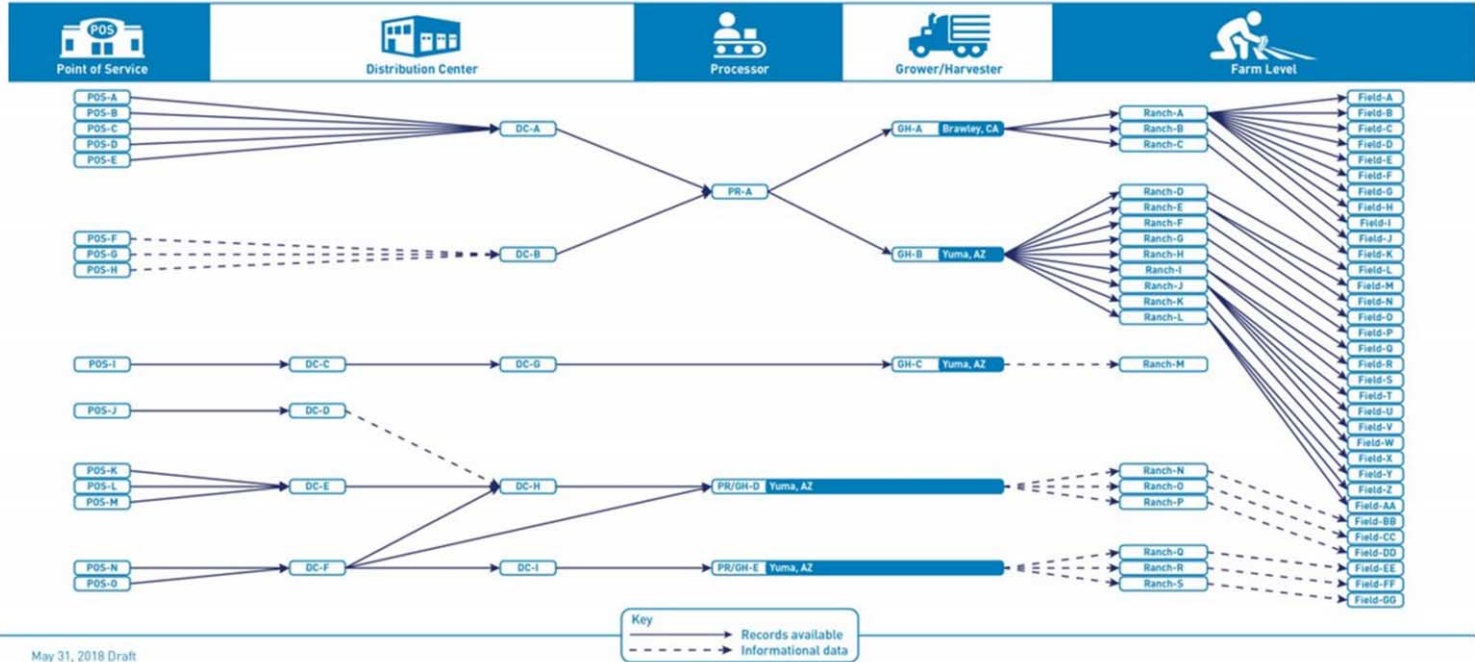 POS
Point of Service
Distribution Center
Processor
Grower/Harvester
Farm Level
POS-A
POS-B
POS-C
POS-D
POS-E
POS-F
POS-G
POS-H
POS-I
POS-J
POS-K
POS-L
POS-M
POS-N
POS-O
DC-C
DC-D
DC-E
DC-F
DC-A
DC-B
DC-G
DC-H
DC-I
PR-A
PR/GH-D Yuma, AZ
PR/GH-E Yuma, AZ
GH-A Brawley, CA
GH-B Yuma, AZ
GH-C Yuma, AZ
Ranch-A
Ranch-B
Ranch-C
Ranch-D
Ranch-E
Ranch-F
Ranch-G
Ranch-H
Ranch-I
Ranch-J
Ranch-K
Ranch-L
Ranch-M
Ranch-N
Ranch-O
Ranch-P
Ranch-Q
Ranch-R
Ranch-S
Field-A
Field-B
Field-C
Field-D
Field-E
Field-F
Field-G
Field-H
Field-I
Field-J
Field-K
Field-L
Field-M
Field-N
Field-O
Field-P
Field-Q
Field-R
Field-S
Field-T
Field-U
Field-V
Field-W
Field-X
Field-Y
Field-Z
Field-AA
Field-BB
Field-CC
Field-DD
Field-EE
Field-FF
Field-GG
Key
Records available
Informational data
May 31, 2018 Draft